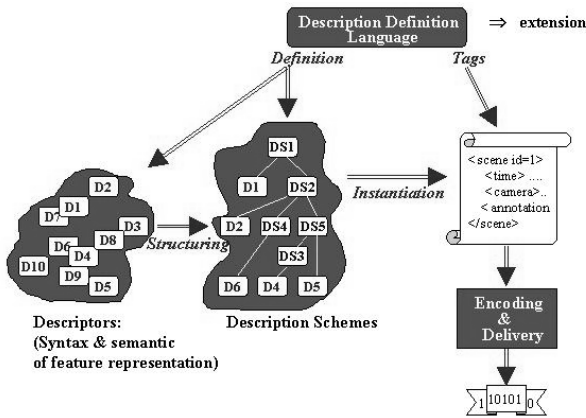 Description Definition
Language
⇒ extension
Definition
Tags
DS1
D1
DS2
D2
DS4
DS5
DS3
D6
D4
D5
Instantiation
<scene id=1>
<time> ....
<camera>..
<annotation
</scene>
D2
D1
D7
D3
D8
D6
D4
D10
D9
D5
Structuring
Descriptors:
(Syntax & semantic
of feature representation)
Description Schemes
Encoding
&
Delivery
1 10101 0